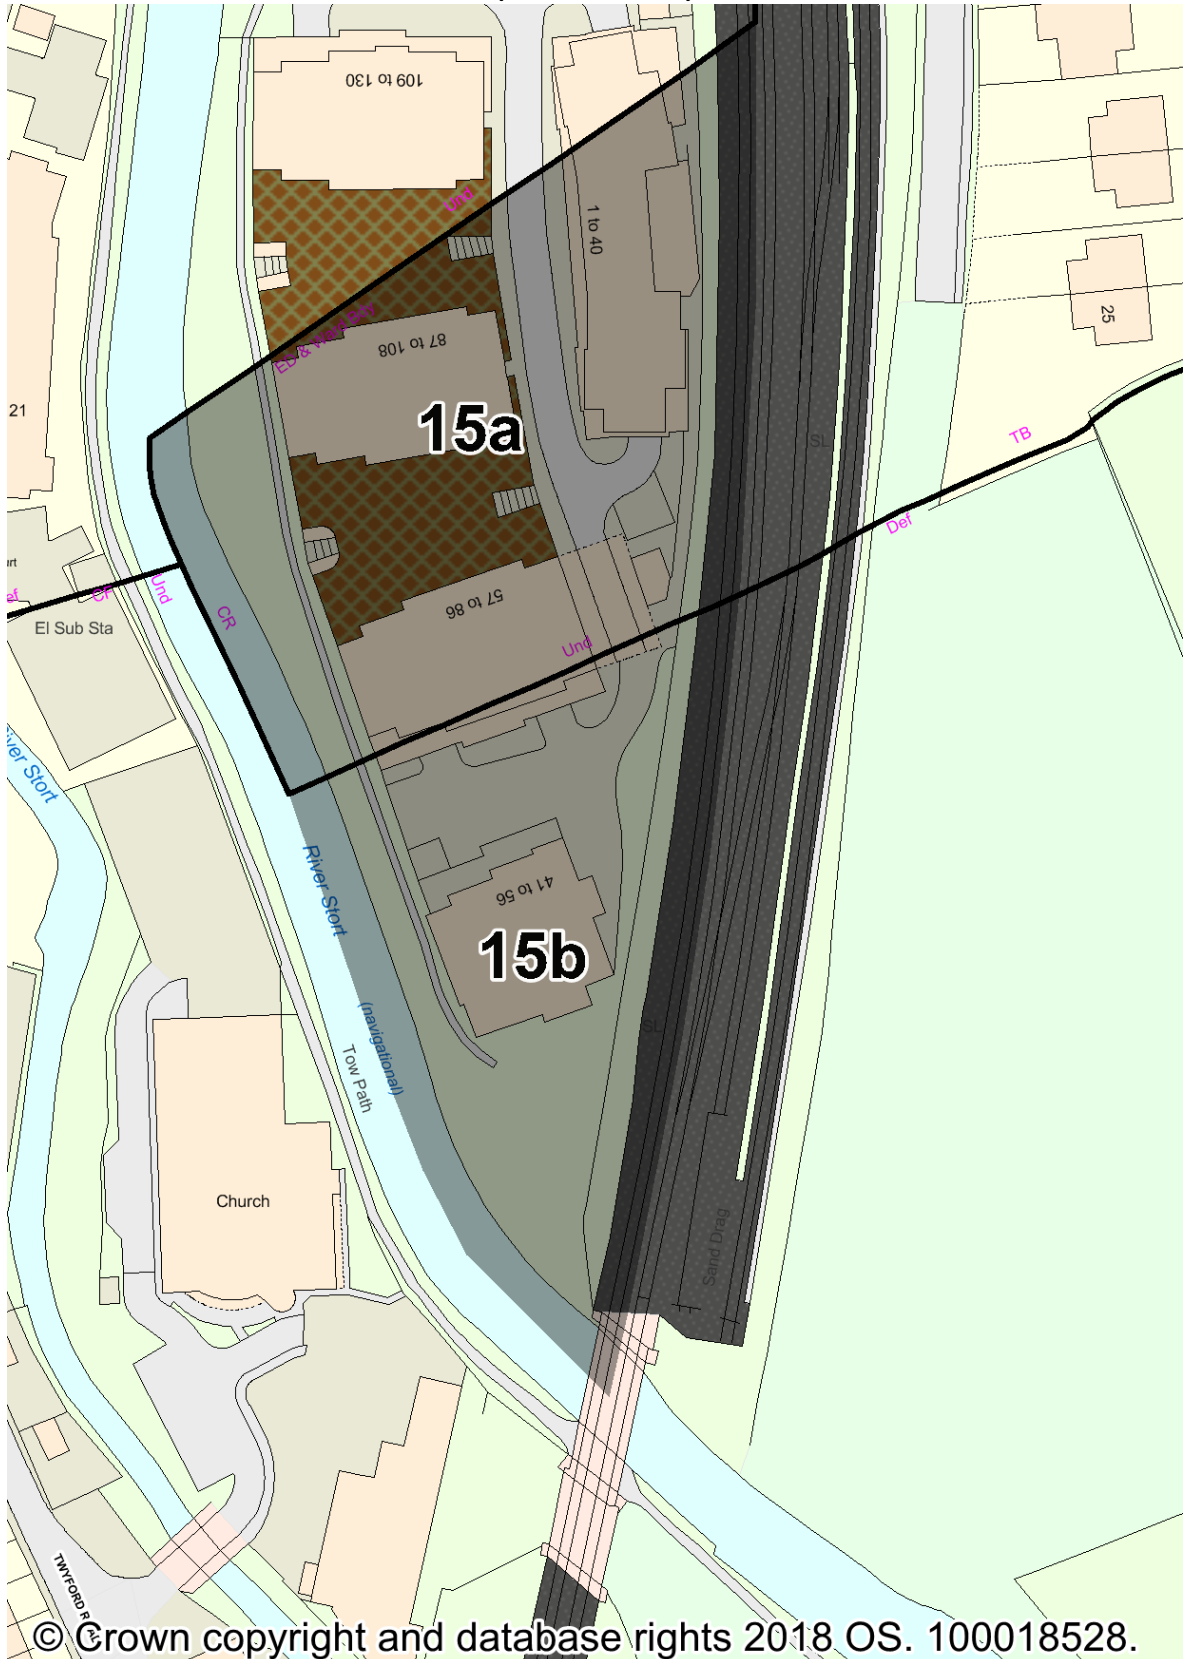 109 to 130
Und
1 to 40
25
ED & Ward Bdy
87 to 108
21
15a
SL
TB
Def
57 to 86
Und
CF
Und
CR
ef
El Sub Sta
River Stort
River Stort
(navigational)
Tow Path
41 to 56
15b
SL
Church
Sand Drag
© Crown copyright and database rights 2018 OS. 100018528.